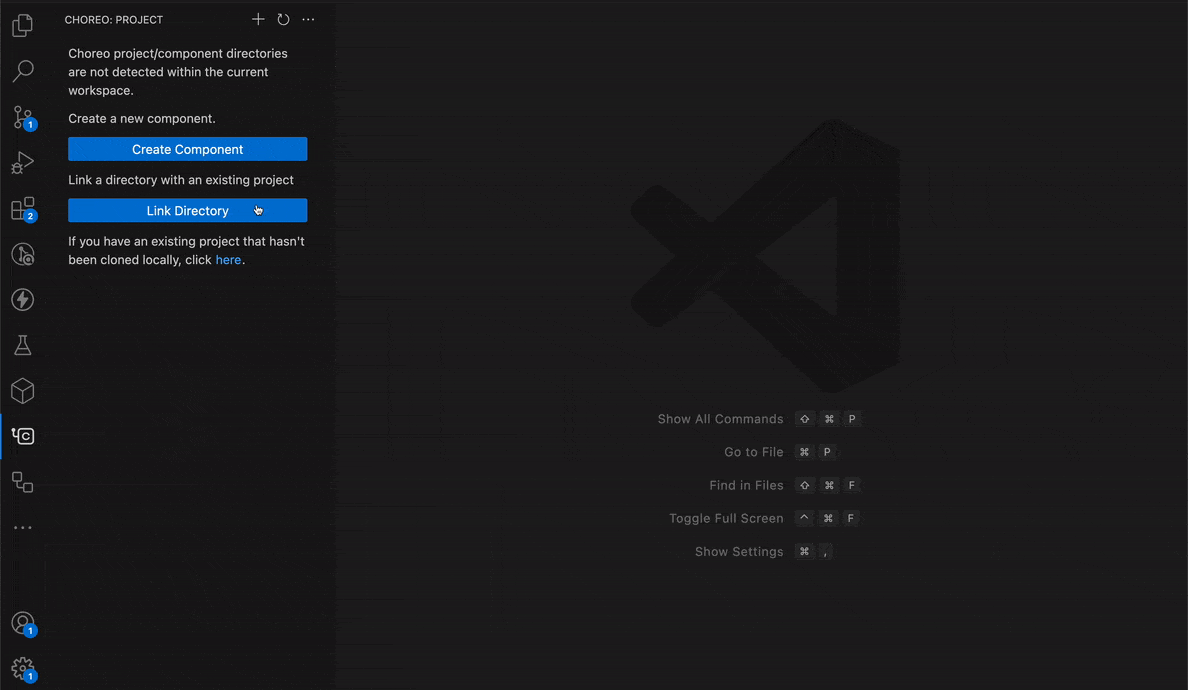 CHOREO: PROJECT
Choreo project/component directories
are not detected within the current
workspace.
Create a new component.
Create Component
Link a directory with an existing project
Link Directory
If you have an existing project that hasn't
been cloned locally, click here.
1
2
1
1
Show All Commands ⇧ ⌘ P
Go to File ⌘ P
Find in Files ⇧ ⌘ F
Toggle Full Screen ^ ⌘ F
Show Settings ⌘ ,